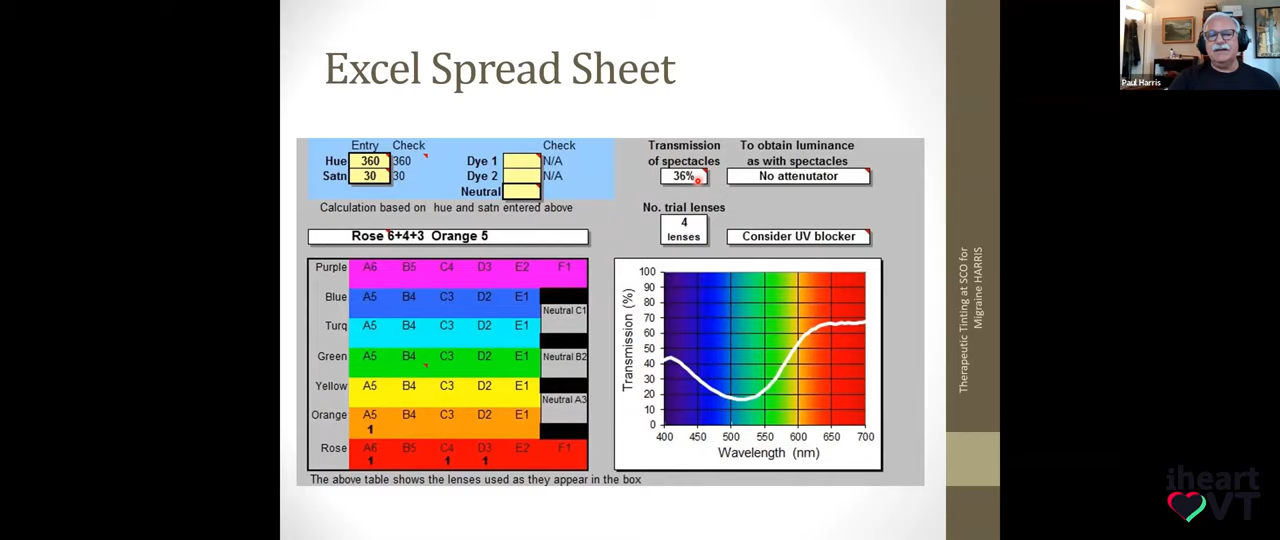 Excel Spread Sheet
Paul Harris
Entry Check
Hue 360 360
Satn 30 30
Check
Dye 1 N/A
Dye 2 N/A
Neutral
Calculation based on hue and satn entered above
Transmission
of spectacles
36%
To obtain luminance
as with spectacles
No attenutator
No. trial lenses
4
lenses
Consider UV blocker
Rose 6+4+3 Orange 5
Purple A6 B5 C4 D3 E2 F1
Blue A5 B4 C3 D2 E1
Neutral C1
Turq A5 B4 C3 D2 E1
Green A5 B4 C3 D2 E1 Neutral B2
Yellow A5 B4 C3 D2 E1
Neutral A3
Orange A5 B4 C3 D2 E1
1
Rose A6 B5 C4 D3 E2 F1
1 1 1
The above table shows the lenses used as they appear in the box
Transmission (%)
100
90
80
70
60
50
40
30
20
10
0
400 450 500 550 600 650 700
Wavelength (nm)
Therapeutic Tinting at SCO for
Migraine HARRIS
iheart
VT